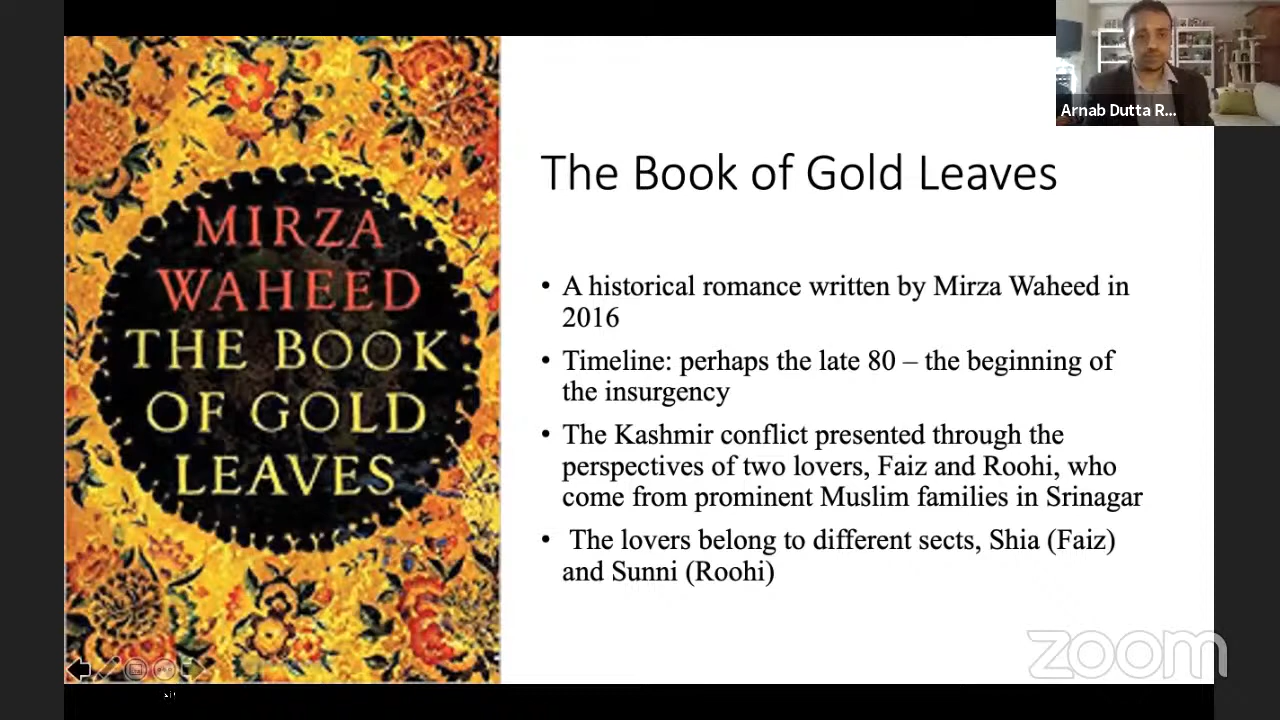 MIRZA
WAHEED
THE BOOK
OF GOLD
LEAVES
Arnab Dutta R...
The Book of Gold Leaves
• A historical romance written by Mirza Waheed in
2016
• Timeline: perhaps the late 80 – the beginning of
the insurgency
• The Kashmir conflict presented through the
perspectives of two lovers, Faiz and Roohi, who
come from prominent Muslim families in Srinagar
• The lovers belong to different sects, Shia (Faiz)
and Sunni (Roohi)
zoom